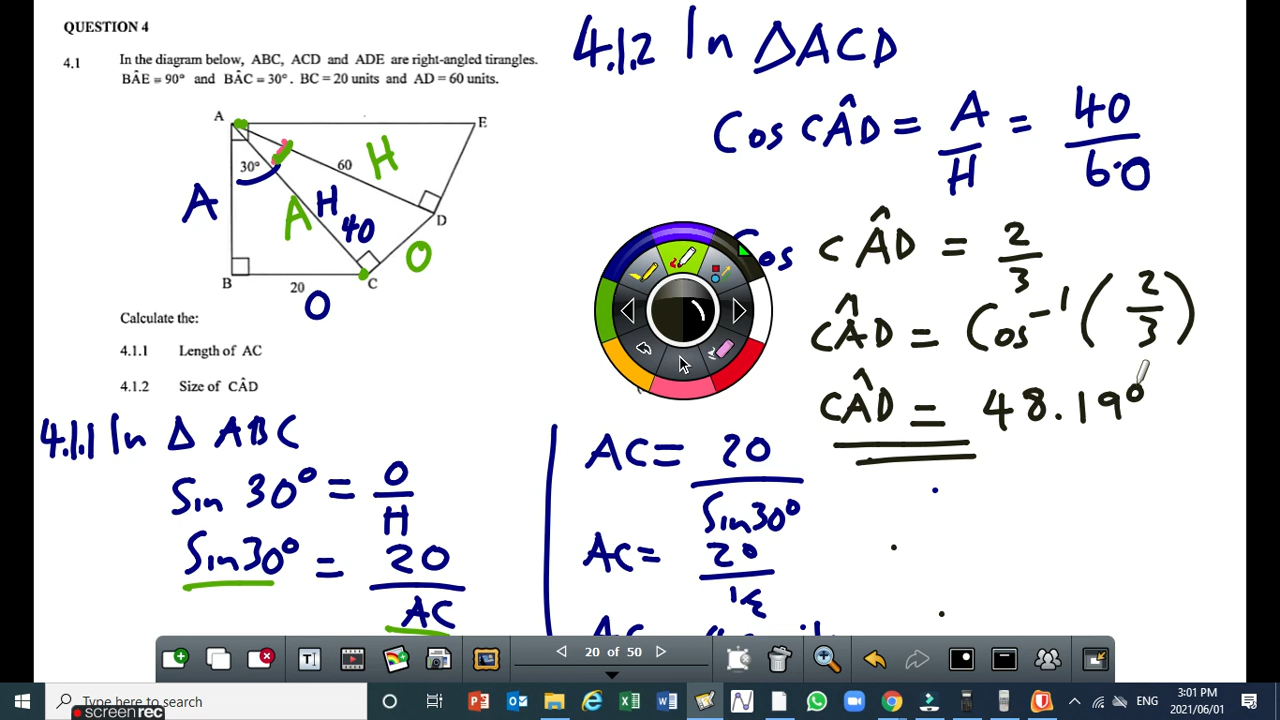 QUESTION 4
4.1 In the diagram below, ABC, ACD and ADE are right-angled tirangles.
BÂE = 90° and BÂC = 30°. BC = 20 units and AD = 60 units.
A
E
30°
60
H
A
A
H
40
D
O
B
20
C
O
Calculate the:
4.1.1 Length of AC
4.1.2 Size of CÂD
4.1.1 In Δ ABC
Sin 30° = O/H
Sin30° = 20/AC
AC = 20/Sin30°
AC = 20/½
4.1.2 In ΔACD
Cos CÂD = A/H = 40/60
Cos CÂD = 2/3
CÂD = Cos⁻¹ (2/3)
CÂD = 48.19°
20 of 50
Type here to search
screenrec
ENG
3:01 PM
2021/06/01